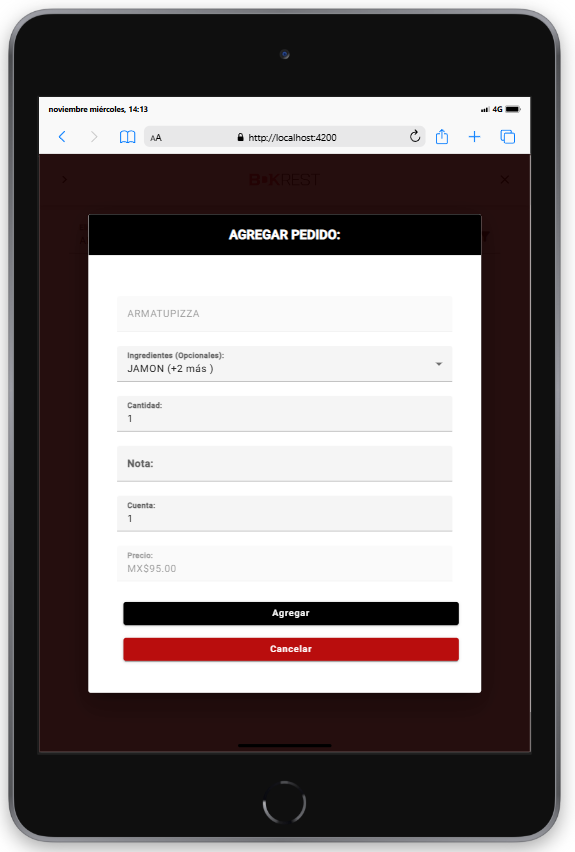 noviembre miércoles, 14:13
4G
AA
http://localhost:4200
B KREST
AGREGAR PEDIDO:
ARMATUPIZZA
Ingredientes (Opcionales):
JAMON (+2 más )
Cantidad:
1
Nota:
Cuenta:
1
Precio:
MX$95.00
Agregar
Cancelar